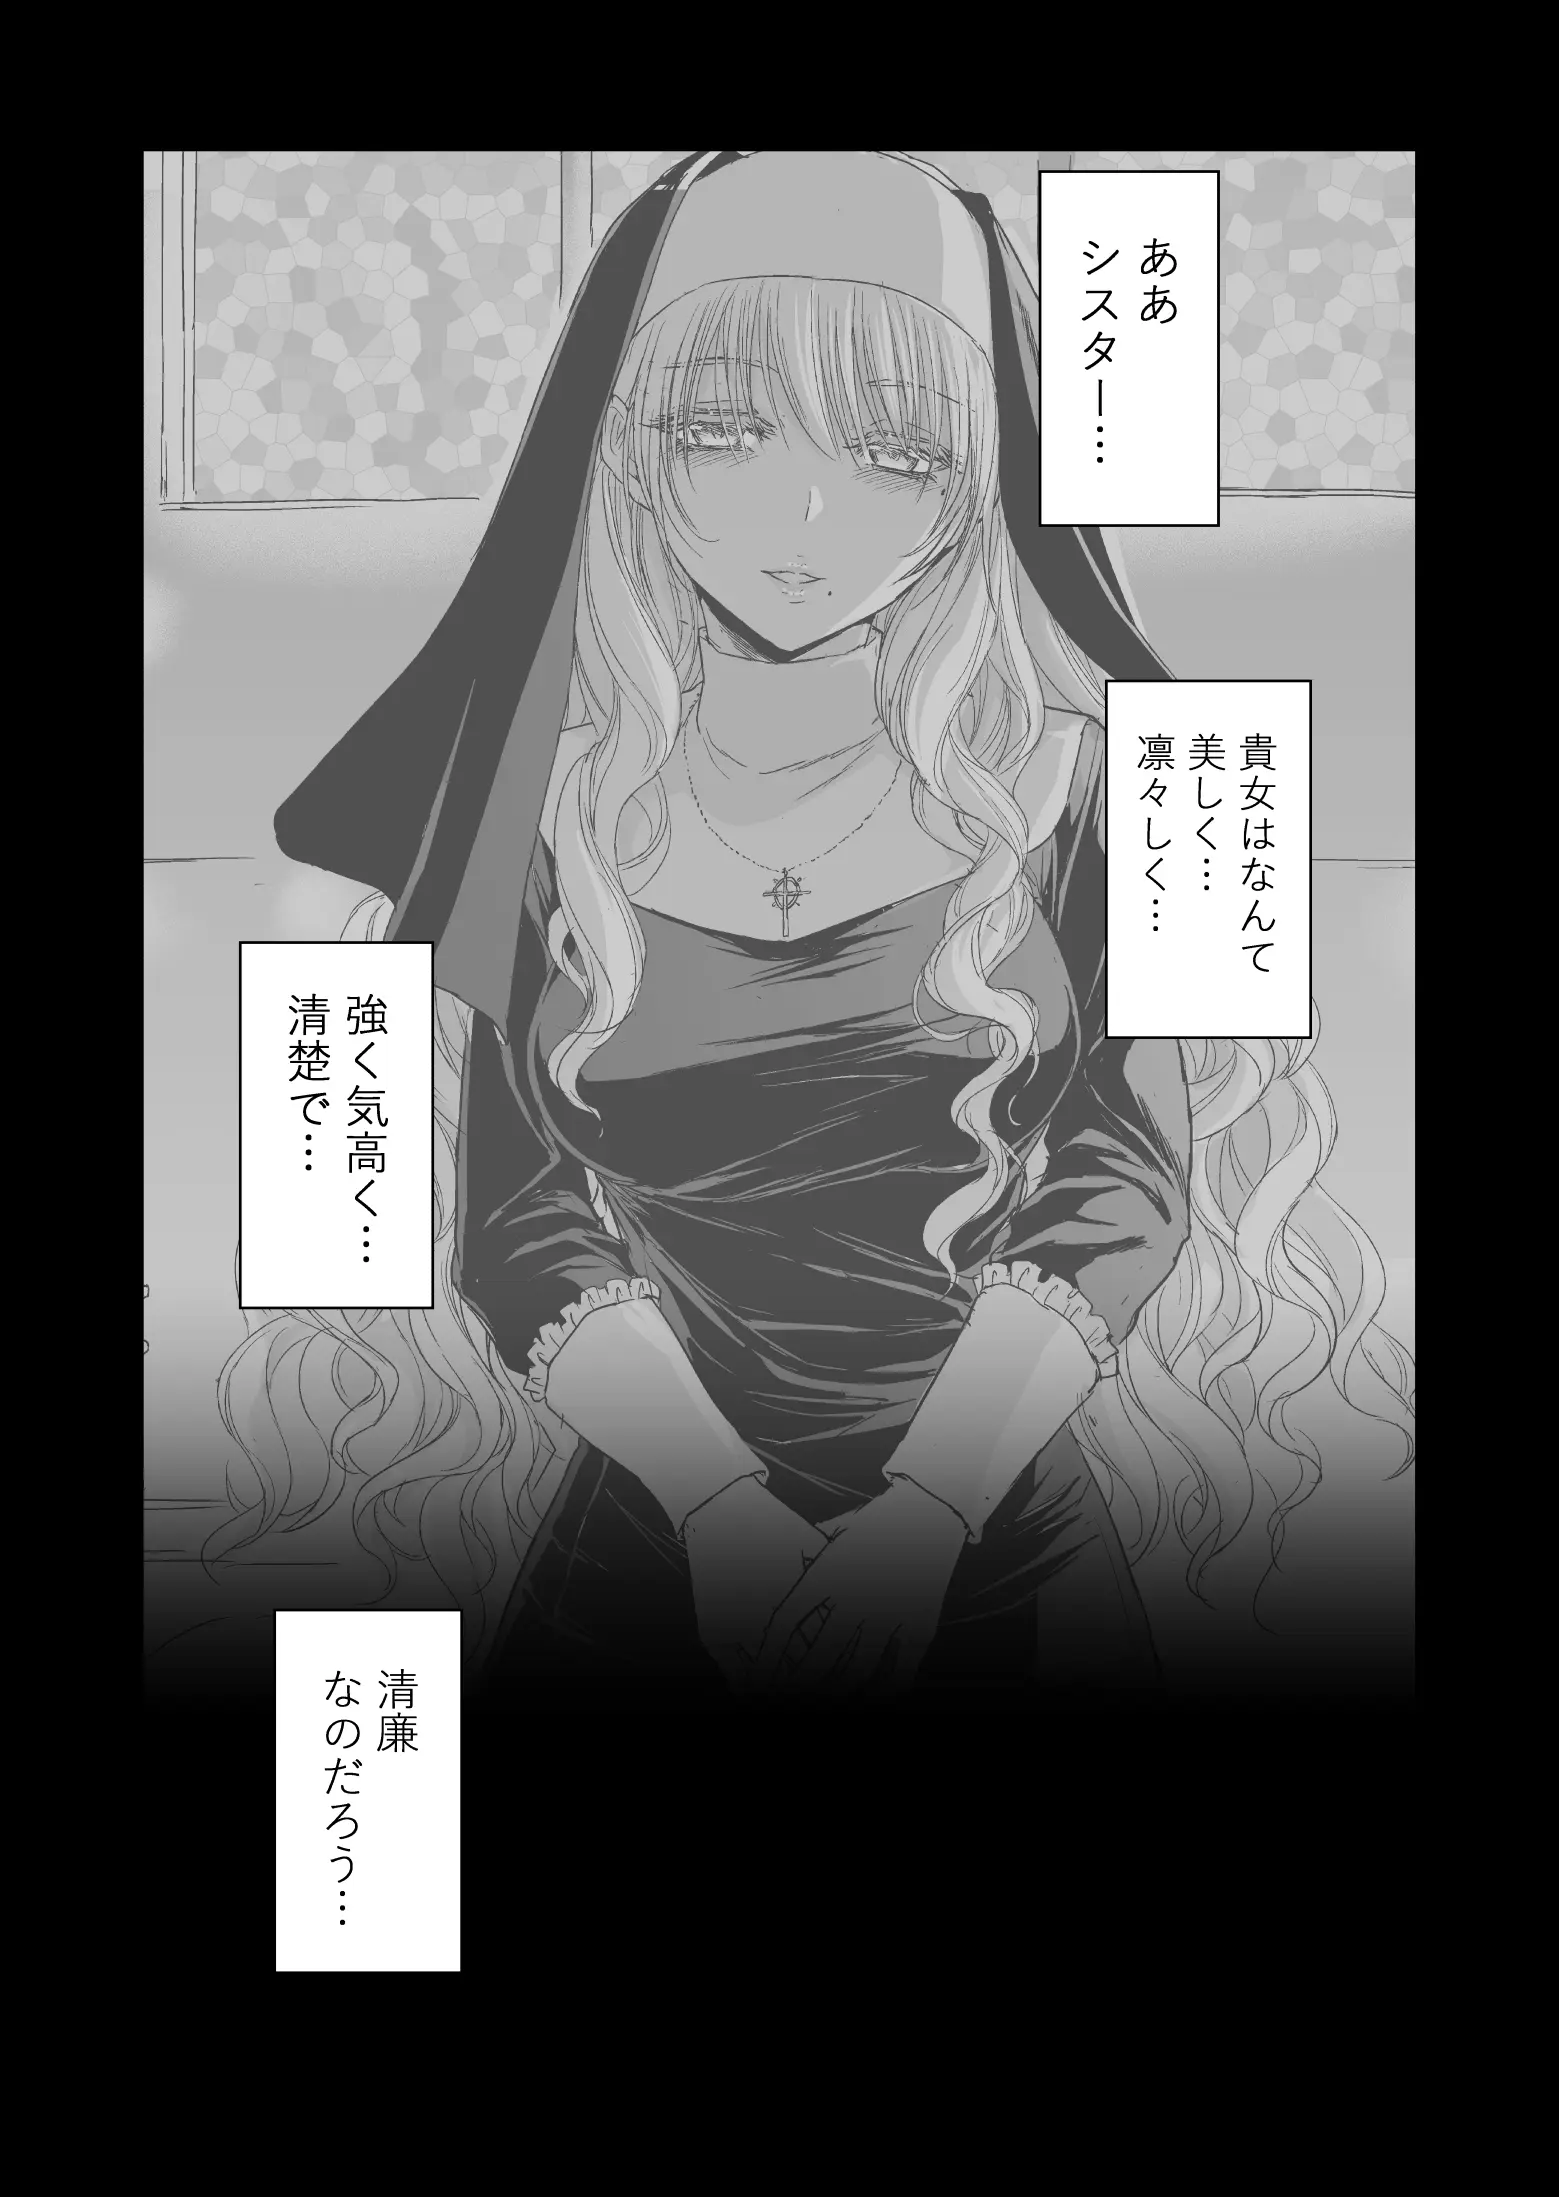 ああ
シスター…
貴女はなんて
美しく…
凛々しく…
強く気高く…
清楚で…
清廉
なのだろう…